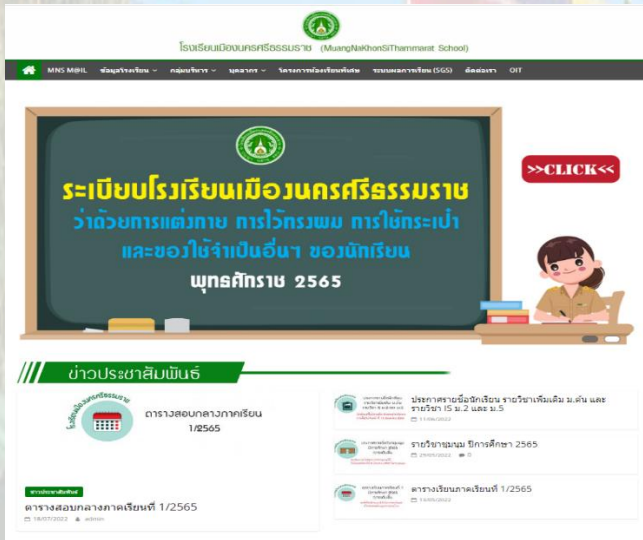 โรงเรียนเมืองนครศรีธรรมราช (MuangNaKhonSiThammarat School)
MNS M@IL ข้อมูลโรงเรียน กลุ่มบริหาร บุคลากร โครงการห้องเรียนพิเศษ ระบบผลการเรียน (SGS) ติดต่อเรา OIT
ระเบียบโรงเรียนเมืองนครศรีธรรมราช
>>CLICK<<
ว่าด้วยการแต่งกาย การไว้ทรงผม การใช้กระเป๋า
และของใช้จำเป็นอื่นๆ ของนักเรียน
พุทธศักราช 2565
ข่าวประชาสัมพันธ์
ตารางสอบกลางภาคเรียน
1/2565
ข่าวประชาสัมพันธ์
ตารางสอบกลางภาคเรียนที่ 1/2565
18/07/2022 admin
ประกาศรายชื่อนักเรียน รายวิชาเพิ่มเติม ม.ต้น และ
รายวิชา IS ม.2 และ ม.5
11/06/2022
รายวิชาชุมนุม ปีการศึกษา 2565
29/05/2022 0
ตารางเรียนภาคเรียนที่ 1/2565
15/05/2022